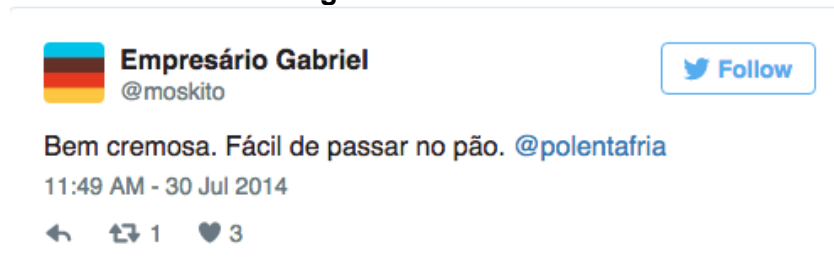 Empresário Gabriel
@moskito
Follow
Bem cremosa. Fácil de passar no pão. @polentafria
11:49 AM - 30 Jul 2014
1 3